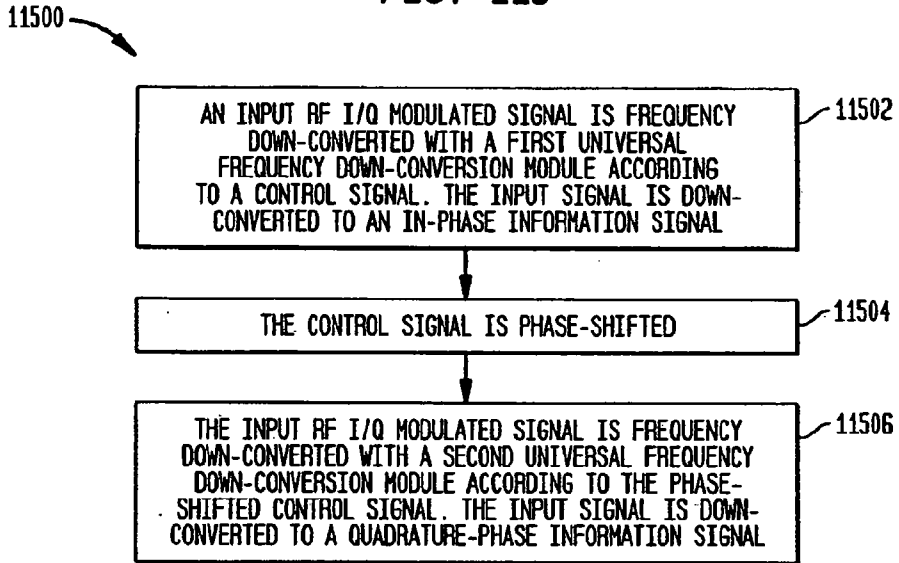 11500
AN INPUT RF I/Q MODULATED SIGNAL IS FREQUENCY
DOWN-CONVERTED WITH A FIRST UNIVERSAL
FREQUENCY DOWN-CONVERSION MODULE ACCORDING
TO A CONTROL SIGNAL. THE INPUT SIGNAL IS DOWN-
CONVERTED TO AN IN-PHASE INFORMATION SIGNAL
11502
THE CONTROL SIGNAL IS PHASE-SHIFTED
11504
THE INPUT RF I/Q MODULATED SIGNAL IS FREQUENCY
DOWN-CONVERTED WITH A SECOND UNIVERSAL FREQUENCY
DOWN-CONVERSION MODULE ACCORDING TO THE PHASE-
SHIFTED CONTROL SIGNAL. THE INPUT SIGNAL IS DOWN-
CONVERTED TO A QUADRATURE-PHASE INFORMATION SIGNAL
11506